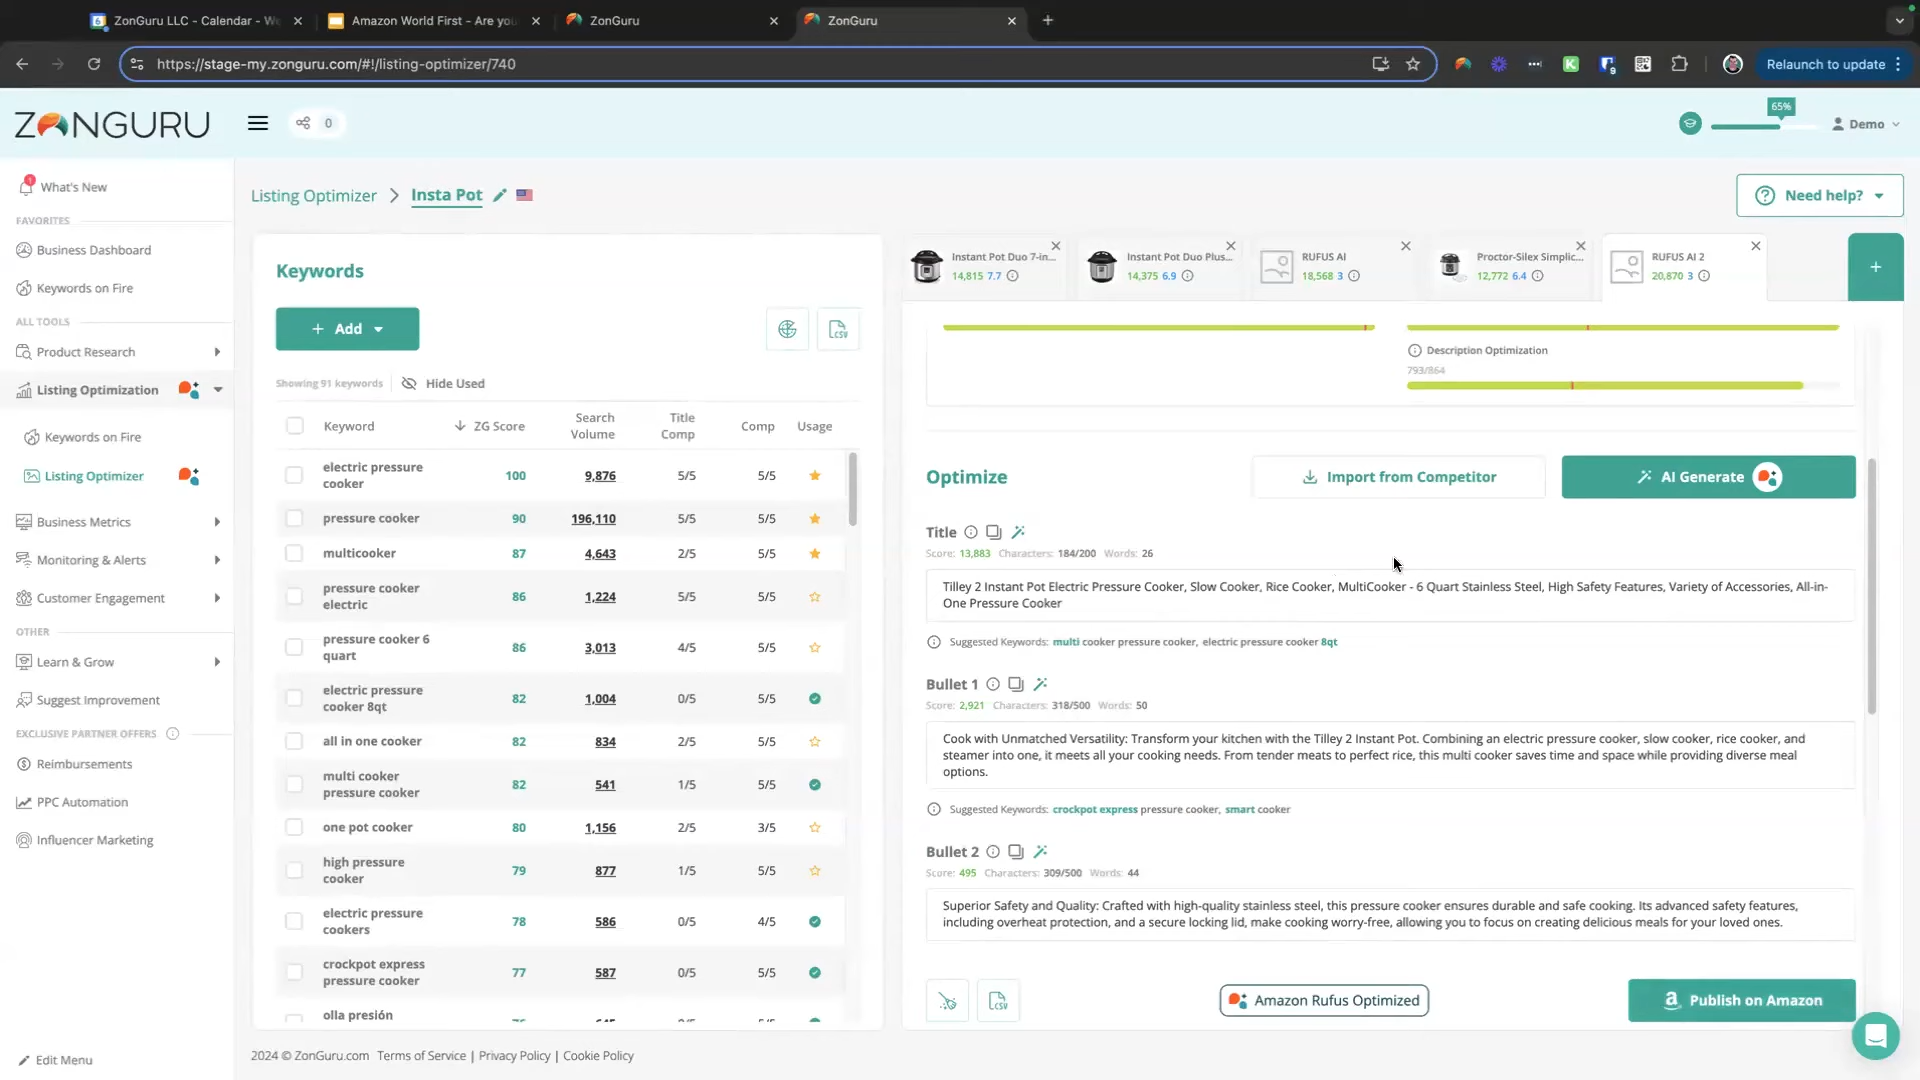 ZonGuru LLC - Calendar - We
Amazon World First - Are you
ZonGuru
ZonGuru
https://stage-my.zonguru.com/#!/listing-optimizer/740
Relaunch to update
ZONGURU
0
65%
Demo
What's New
FAVORITES
Business Dashboard
Keywords on Fire
ALL TOOLS
Product Research
Listing Optimization
Keywords on Fire
Listing Optimizer
Business Metrics
Monitoring & Alerts
Customer Engagement
OTHER
Learn & Grow
Suggest Improvement
EXCLUSIVE PARTNER OFFERS
Reimbursements
PPC Automation
Influencer Marketing
Edit Menu
Listing Optimizer > Insta Pot
Need help?
Keywords
+ Add
CSV
Showing 91 keywords
Hide Used
Keyword ZG Score Search Volume Title Comp Comp Usage
electric pressure cooker 100 9,876 5/5 5/5
pressure cooker 90 196,110 5/5 5/5
multicooker 87 4,643 2/5 5/5
pressure cooker electric 86 1,224 5/5 5/5
pressure cooker 6 quart 86 3,013 4/5 5/5
electric pressure cooker 8qt 82 1,004 0/5 5/5
all in one cooker 82 834 2/5 5/5
multi cooker pressure cooker 82 541 1/5 5/5
one pot cooker 80 1,156 2/5 3/5
high pressure cooker 79 877 1/5 5/5
electric pressure cookers 78 586 0/5 4/5
crockpot express pressure cooker 77 587 0/5 5/5
olla presión
Instant Pot Duo 7-in...
14,815 7.7
Instant Pot Duo Plus...
14,375 6.9
RUFUS AI
18,568 3
Proctor-Silex Simplic...
12,772 6.4
RUFUS AI 2
20,870 3
+
Description Optimization
793/864
Optimize
Import from Competitor
AI Generate
Title
Score: 13,883 Characters: 184/200 Words: 26
Tilley 2 Instant Pot Electric Pressure Cooker, Slow Cooker, Rice Cooker, MultiCooker - 6 Quart Stainless Steel, High Safety Features, Variety of Accessories, All-in-
One Pressure Cooker
Suggested Keywords: multi cooker pressure cooker, electric pressure cooker 8qt
Bullet 1
Score: 2,921 Characters: 318/500 Words: 50
Cook with Unmatched Versatility: Transform your kitchen with the Tilley 2 Instant Pot. Combining an electric pressure cooker, slow cooker, rice cooker, and
steamer into one, it meets all your cooking needs. From tender meats to perfect rice, this multi cooker saves time and space while providing diverse meal
options.
Suggested Keywords: crockpot express pressure cooker, smart cooker
Bullet 2
Score: 495 Characters: 309/500 Words: 44
Superior Safety and Quality: Crafted with high-quality stainless steel, this pressure cooker ensures durable and safe cooking. Its advanced safety features,
including overheat protection, and a secure locking lid, make cooking worry-free, allowing you to focus on creating delicious meals for your loved ones.
CSV
Amazon Rufus Optimized
Publish on Amazon
2024 © ZonGuru.com Terms of Service | Privacy Policy | Cookie Policy